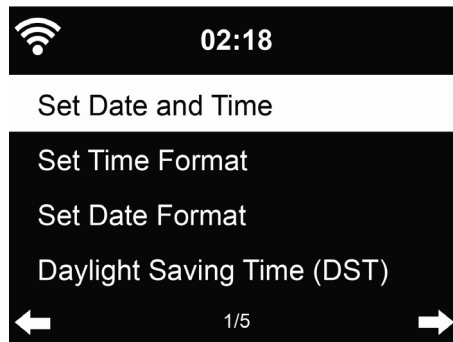 02:18
Set Date and Time
Set Time Format
Set Date Format
Daylight Saving Time (DST)
1/5